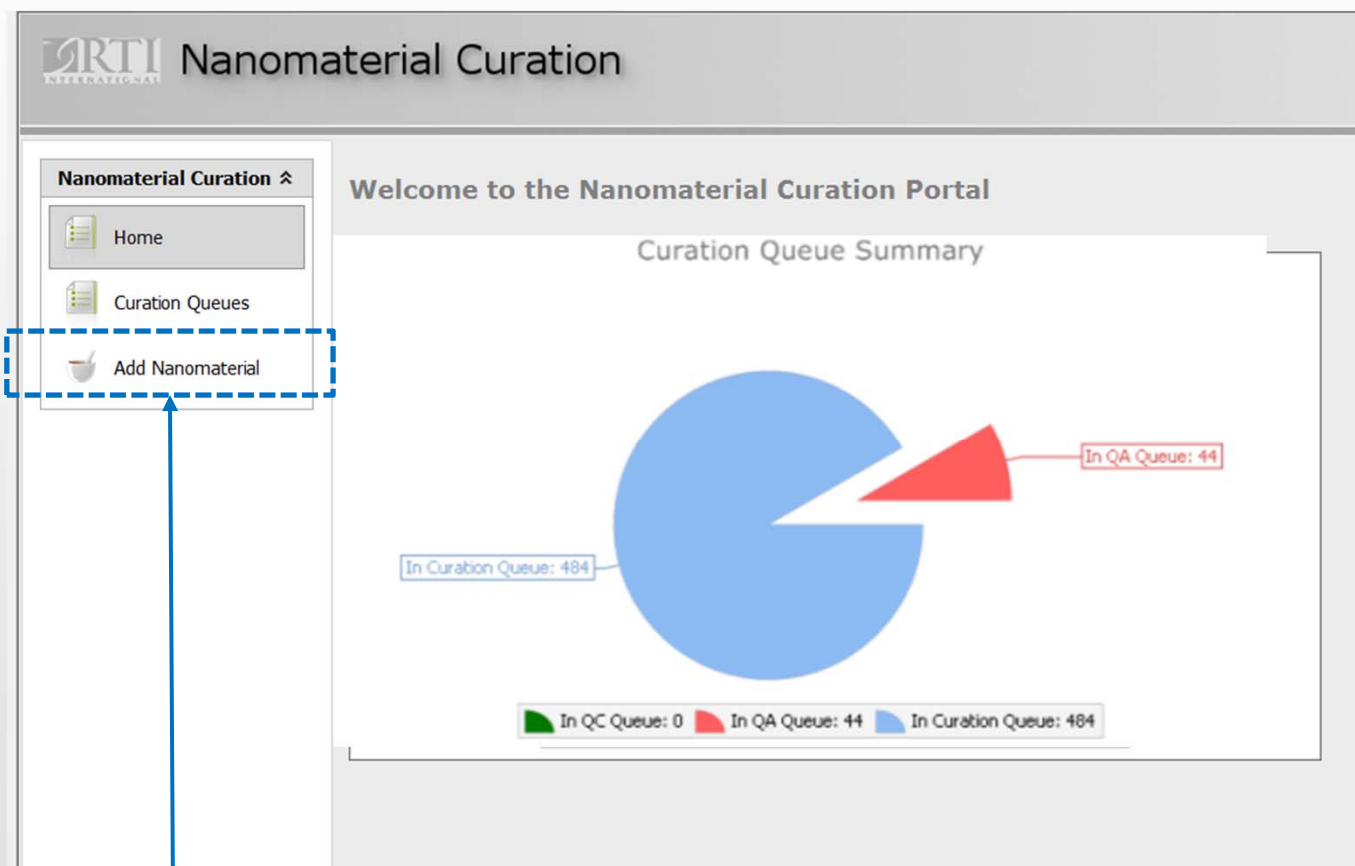 RTI
INTERNATIONAL
Nanomaterial Curation
Nanomaterial Curation
Home
Curation Queues
Add Nanomaterial
Welcome to the Nanomaterial Curation Portal
Curation Queue Summary
In QA Queue: 44
In Curation Queue: 484
In QC Queue: 0 In QA Queue: 44 In Curation Queue: 484